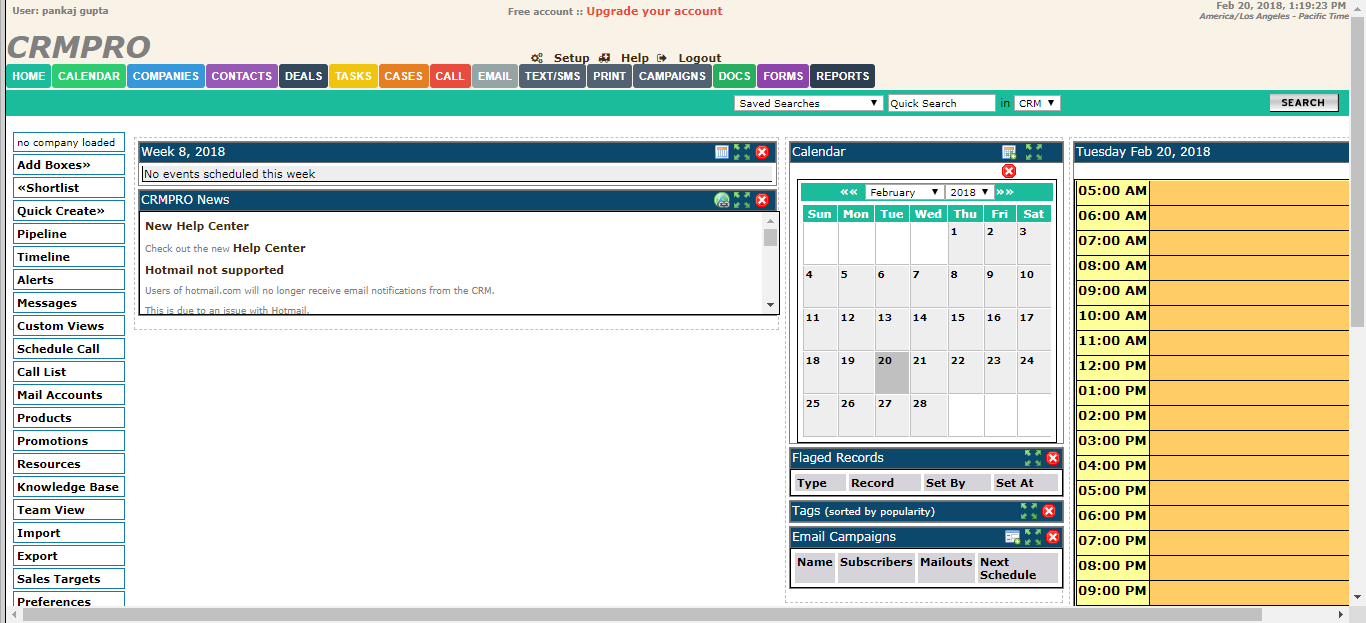 User: pankaj gupta
Free account :: Upgrade your account
Feb 20, 2018, 1:19:23 PM
America/Los Angeles - Pacific Time
CRMPRO
Setup Help Logout
HOME CALENDAR COMPANIES CONTACTS DEALS TASKS CASES CALL EMAIL TEXT/SMS PRINT CAMPAIGNS DOCS FORMS REPORTS
Saved Searches Quick Search in CRM SEARCH
no company loaded
Add Boxes»
«Shortlist
Quick Create»
Pipeline
Timeline
Alerts
Messages
Custom Views
Schedule Call
Call List
Mail Accounts
Products
Promotions
Resources
Knowledge Base
Team View
Import
Export
Sales Targets
Preferences
Week 8, 2018
No events scheduled this week
CRMPRO News
New Help Center
Check out the new Help Center
Hotmail not supported
Users of hotmail.com will no longer receive email notifications from the CRM.
This is due to an issue with Hotmail.
Calendar
«« February 2018 »»
Sun Mon Tue Wed Thu Fri Sat
1 2 3
4 5 6 7 8 9 10
11 12 13 14 15 16 17
18 19 20 21 22 23 24
25 26 27 28
Flaged Records
Type Record Set By Set At
Tags (sorted by popularity)
Email Campaigns
Name Subscribers Mailouts Next
Schedule
Tuesday Feb 20, 2018
05:00 AM
06:00 AM
07:00 AM
08:00 AM
09:00 AM
10:00 AM
11:00 AM
12:00 PM
01:00 PM
02:00 PM
03:00 PM
04:00 PM
05:00 PM
06:00 PM
07:00 PM
08:00 PM
09:00 PM